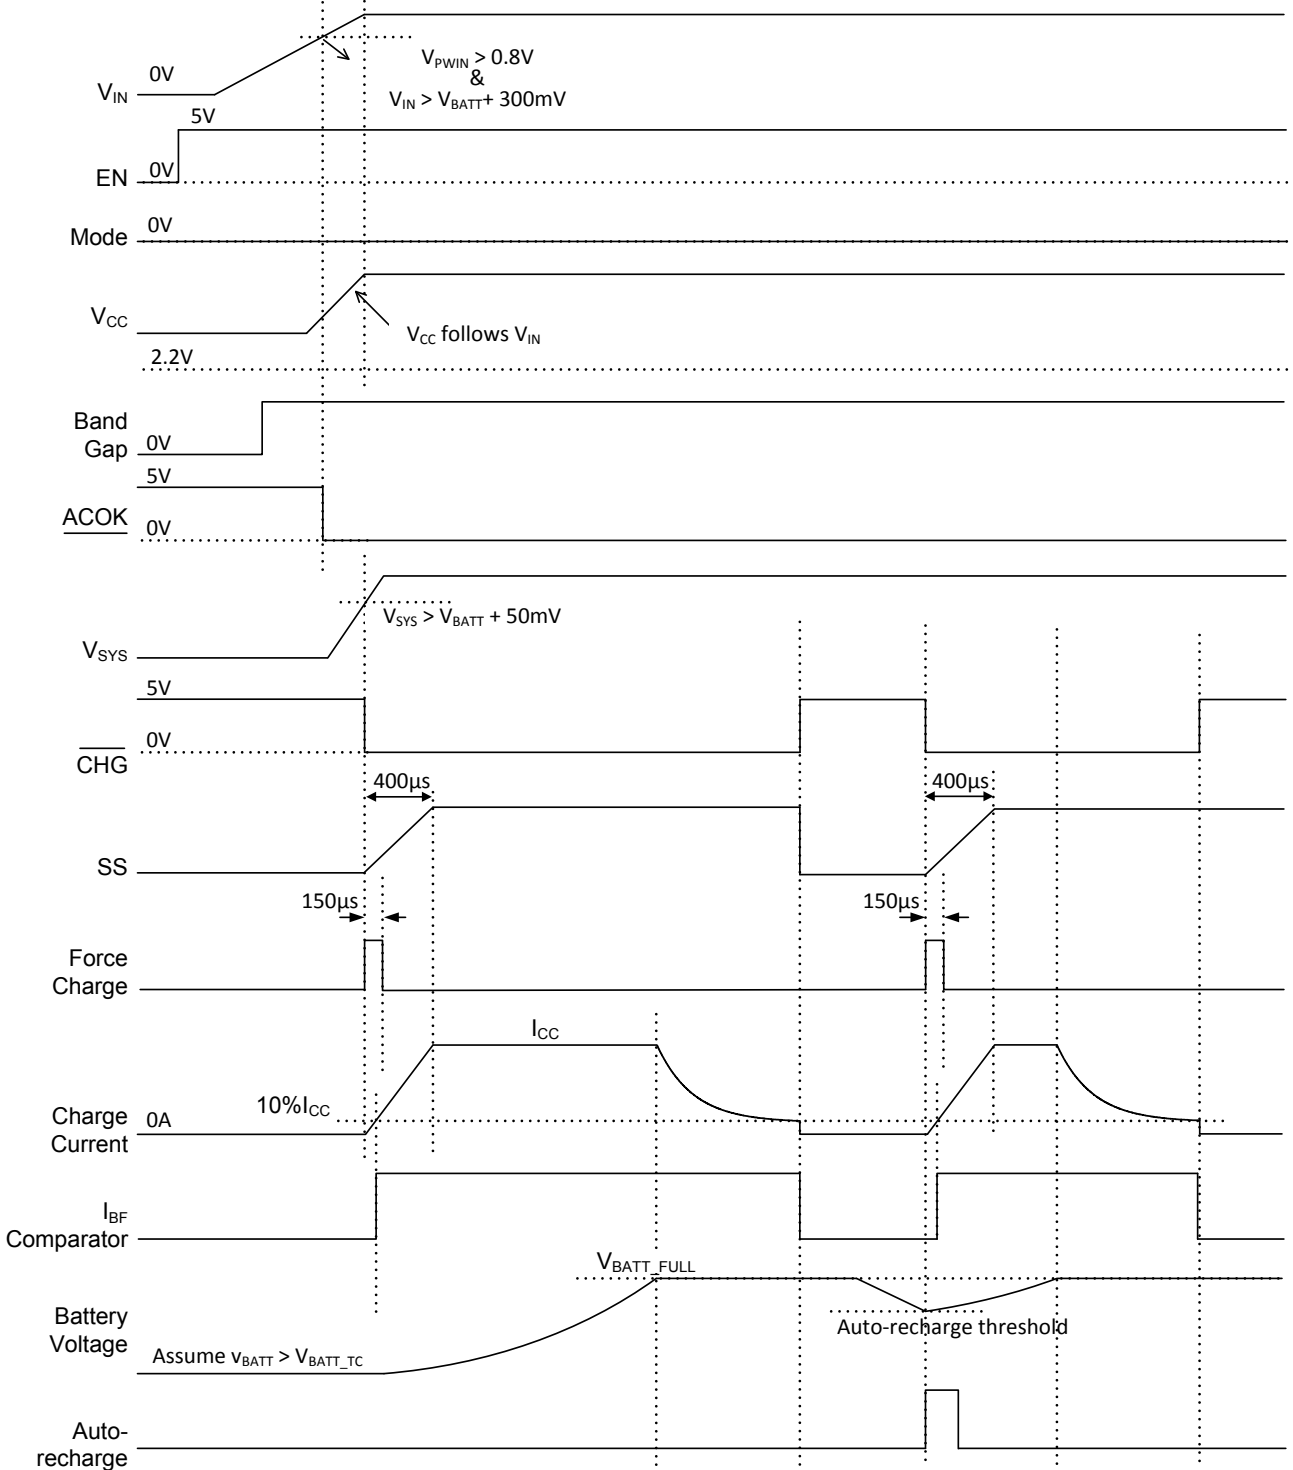 V_IN
0V
V_PWIN > 0.8V
&
V_IN > V_BATT+ 300mV
5V
EN
0V
Mode
0V
V_CC
V_CC follows V_IN
2.2V
Band
Gap
0V
5V
ACOK
0V
V_SYS > V_BATT + 50mV
V_SYS
5V
0V
CHG
400µs
400µs
SS
150µs
150µs
Force
Charge
I_CC
10%I_CC
Charge
Current
0A
I_BF
Comparator
V_BATT_FULL
Battery
Voltage
Auto-recharge threshold
Assume v_BATT > V_BATT_TC
Auto-
recharge